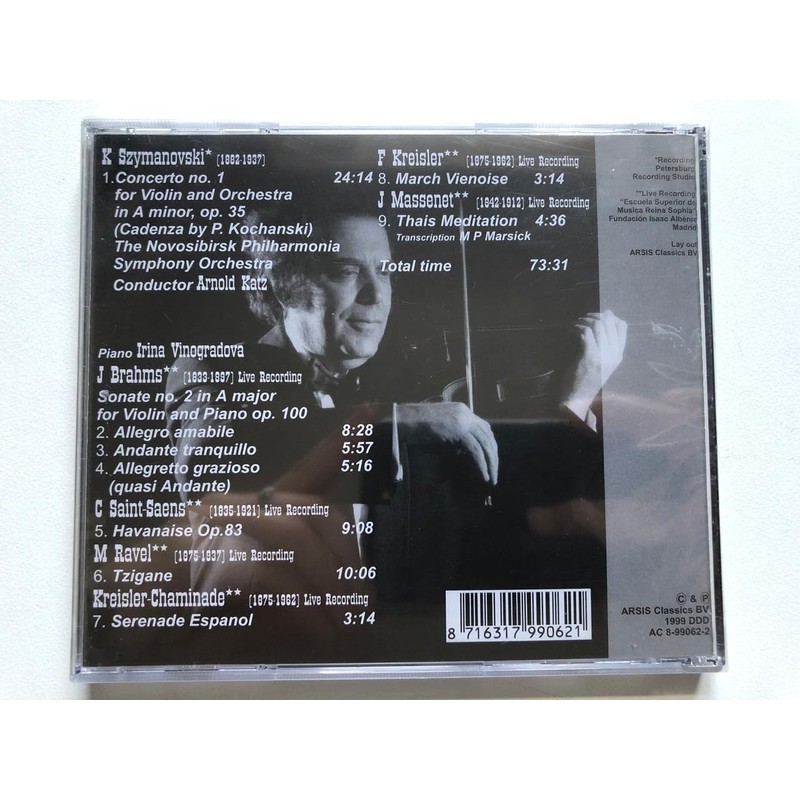 K Szymanovski* (1882-1937)
1. Concerto no. 1 24:14
for Violin and Orchestra
in A minor, op. 35
(Cadenza by P. Kochanski)
The Novosibirsk Philharmonia
Symphony Orchestra
Conductor Arnold Katz
Piano Irina Vinogradova
J Brahms** (1833-1897) Live Recording
Sonate no. 2 in A major
for Violin and Piano op. 100
2. Allegro amabile 8:28
3. Andante tranquillo 5:57
4. Allegretto grazioso 5:16
(quasi Andante)
C Saint-Saens** (1835-1921) Live Recording
5. Havanaise Op.83 9:08
M Ravel** (1875-1937) Live Recording
6. Tzigane 10:06
Kreisler-Chaminade** (1875-1962) Live Recording
7. Serenade Espanol 3:14
F Kreisler** (1875-1962) Live Recording
8. March Vienoise 3:14
J Massenet** (1842-1912) Live Recording
9. Thais Meditation 4:36
Transcription M P Marsick
Total time 73:31
*Recording
Petersburg
Recording Studio
**Live Recording
"Escuela Superior de
Musica Reina Sophia"
Fundación Isaac Albéniz
Madrid
Lay out
ARSIS Classics BV
8 716317 990621
C & P
ARSIS Classics BV
1999 DDD
AC 8-99062-2